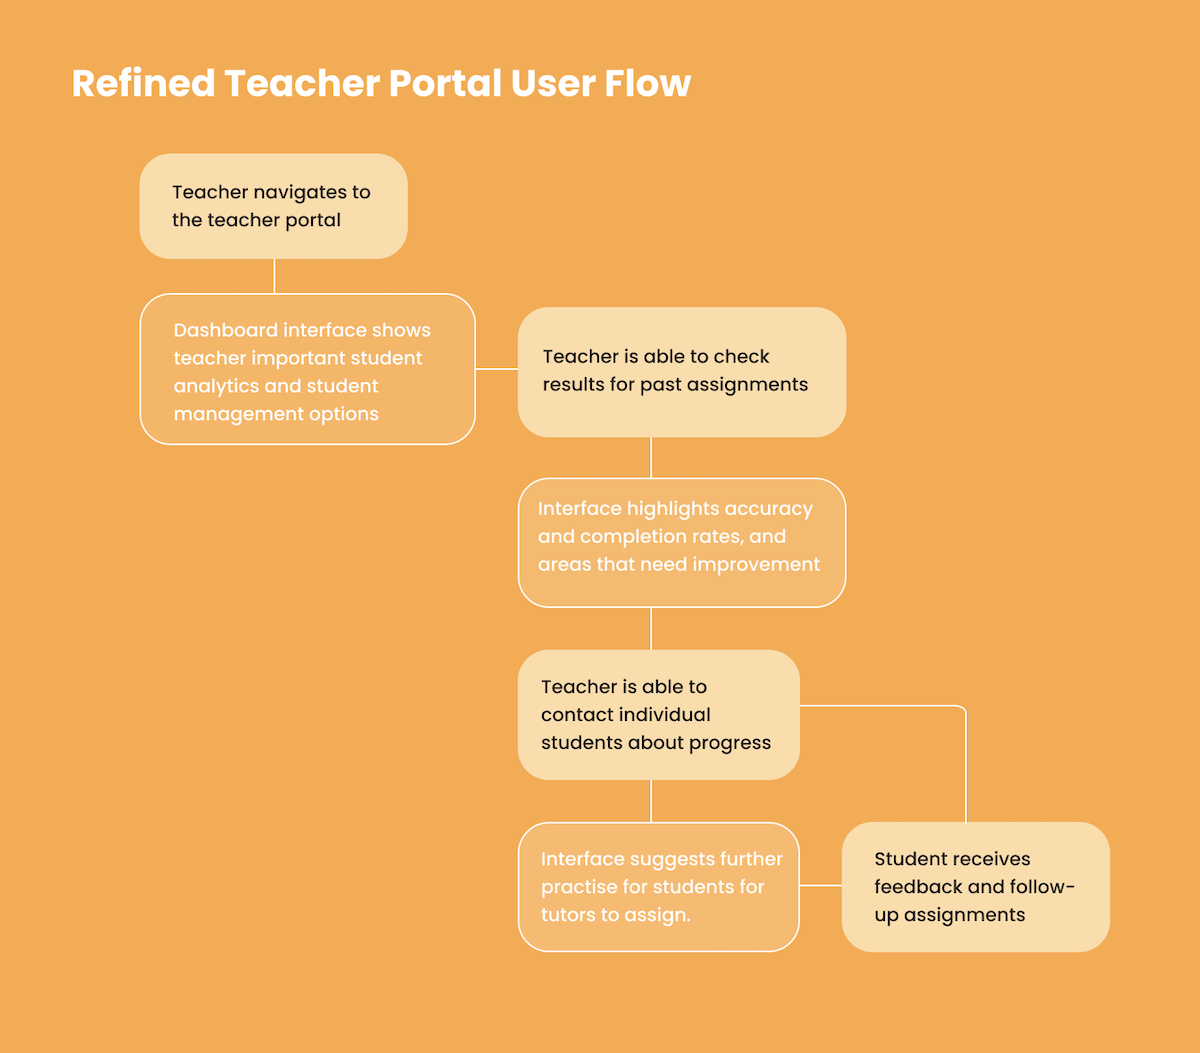 Refined Teacher Portal User Flow
Teacher navigates to
the teacher portal
Dashboard interface shows
teacher important student
analytics and student
management options
Teacher is able to check
results for past assignments
Interface highlights accuracy
and completion rates, and
areas that need improvement
Teacher is able to
contact individual
students about progress
Interface suggests further
practise for students for
tutors to assign.
Student receives
feedback and follow-
up assignments